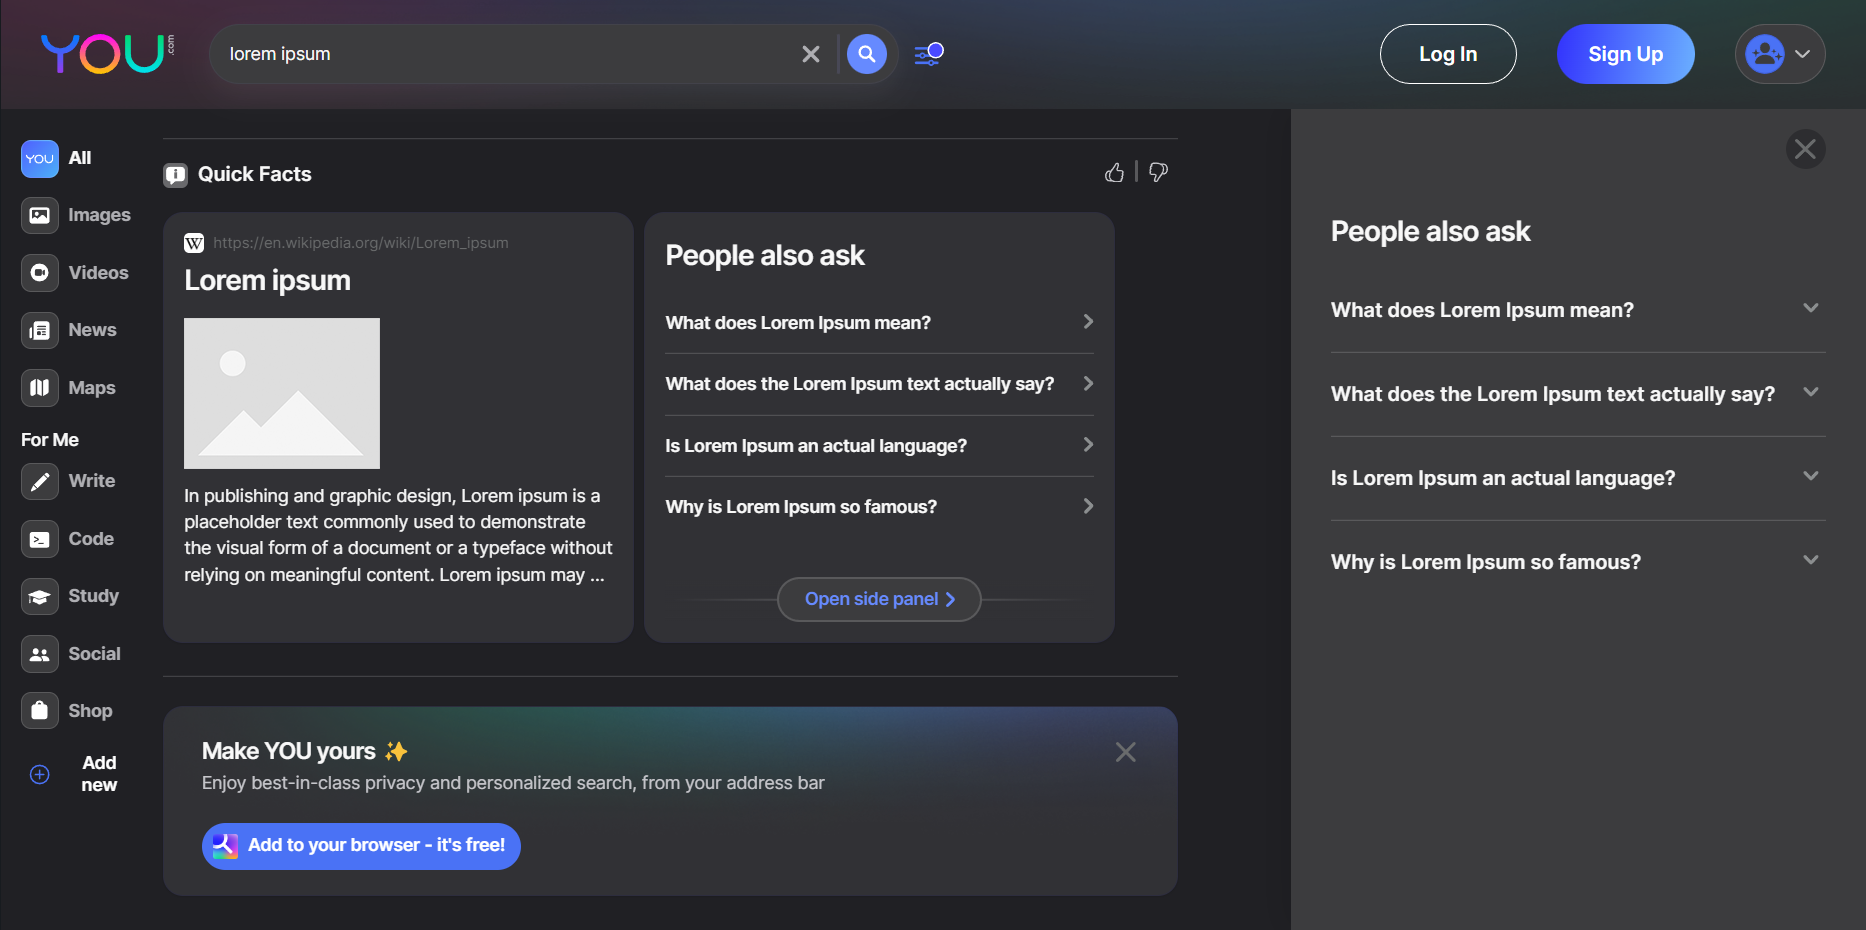 YOU.com
lorem ipsum
Log In
Sign Up
YOU All
Images
Videos
News
Maps
For Me
Write
Code
Study
Social
Shop
Add
new
Quick Facts
https://en.wikipedia.org/wiki/Lorem_ipsum
Lorem ipsum
In publishing and graphic design, Lorem ipsum is a
placeholder text commonly used to demonstrate
the visual form of a document or a typeface without
relying on meaningful content. Lorem ipsum may ...
People also ask
What does Lorem Ipsum mean?
What does the Lorem Ipsum text actually say?
Is Lorem Ipsum an actual language?
Why is Lorem Ipsum so famous?
Open side panel
Make YOU yours ✨
Enjoy best-in-class privacy and personalized search, from your address bar
Add to your browser - it's free!
People also ask
What does Lorem Ipsum mean?
What does the Lorem Ipsum text actually say?
Is Lorem Ipsum an actual language?
Why is Lorem Ipsum so famous?